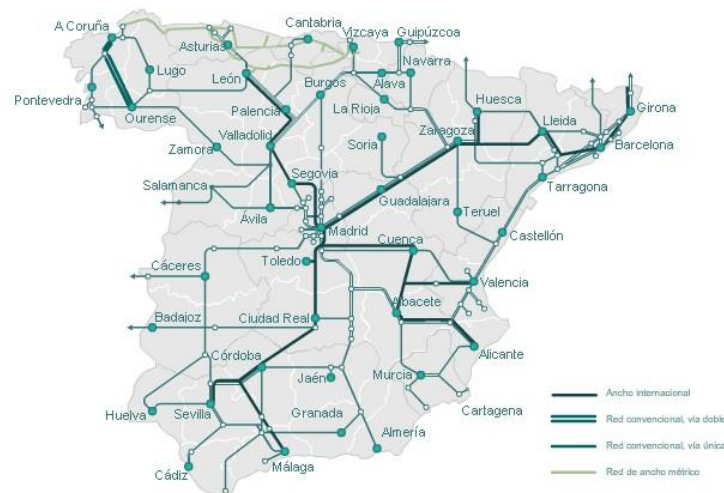 A Coruña
Asturias
Cantabria
Vizcaya
Guipúzcoa
Lugo
León
Burgos
Alava
Navarra
Pontevedra
Ourense
Palencia
La Rioja
Huesca
Girona
Zamora
Valladolid
Soria
Zaragoza
Lleida
Barcelona
Salamanca
Segovia
Tarragona
Ávila
Guadalajara
Madrid
Teruel
Cuenca
Castellón
Toledo
Cáceres
Valencia
Badajoz
Ciudad Real
Albacete
Córdoba
Alicante
Jaén
Murcia
Huelva
Sevilla
Granada
Cartagena
Almería
Cádiz
Málaga
Ancho internacional
Red convencional, vía doble
Red convencional, vía única
Red de ancho métrico